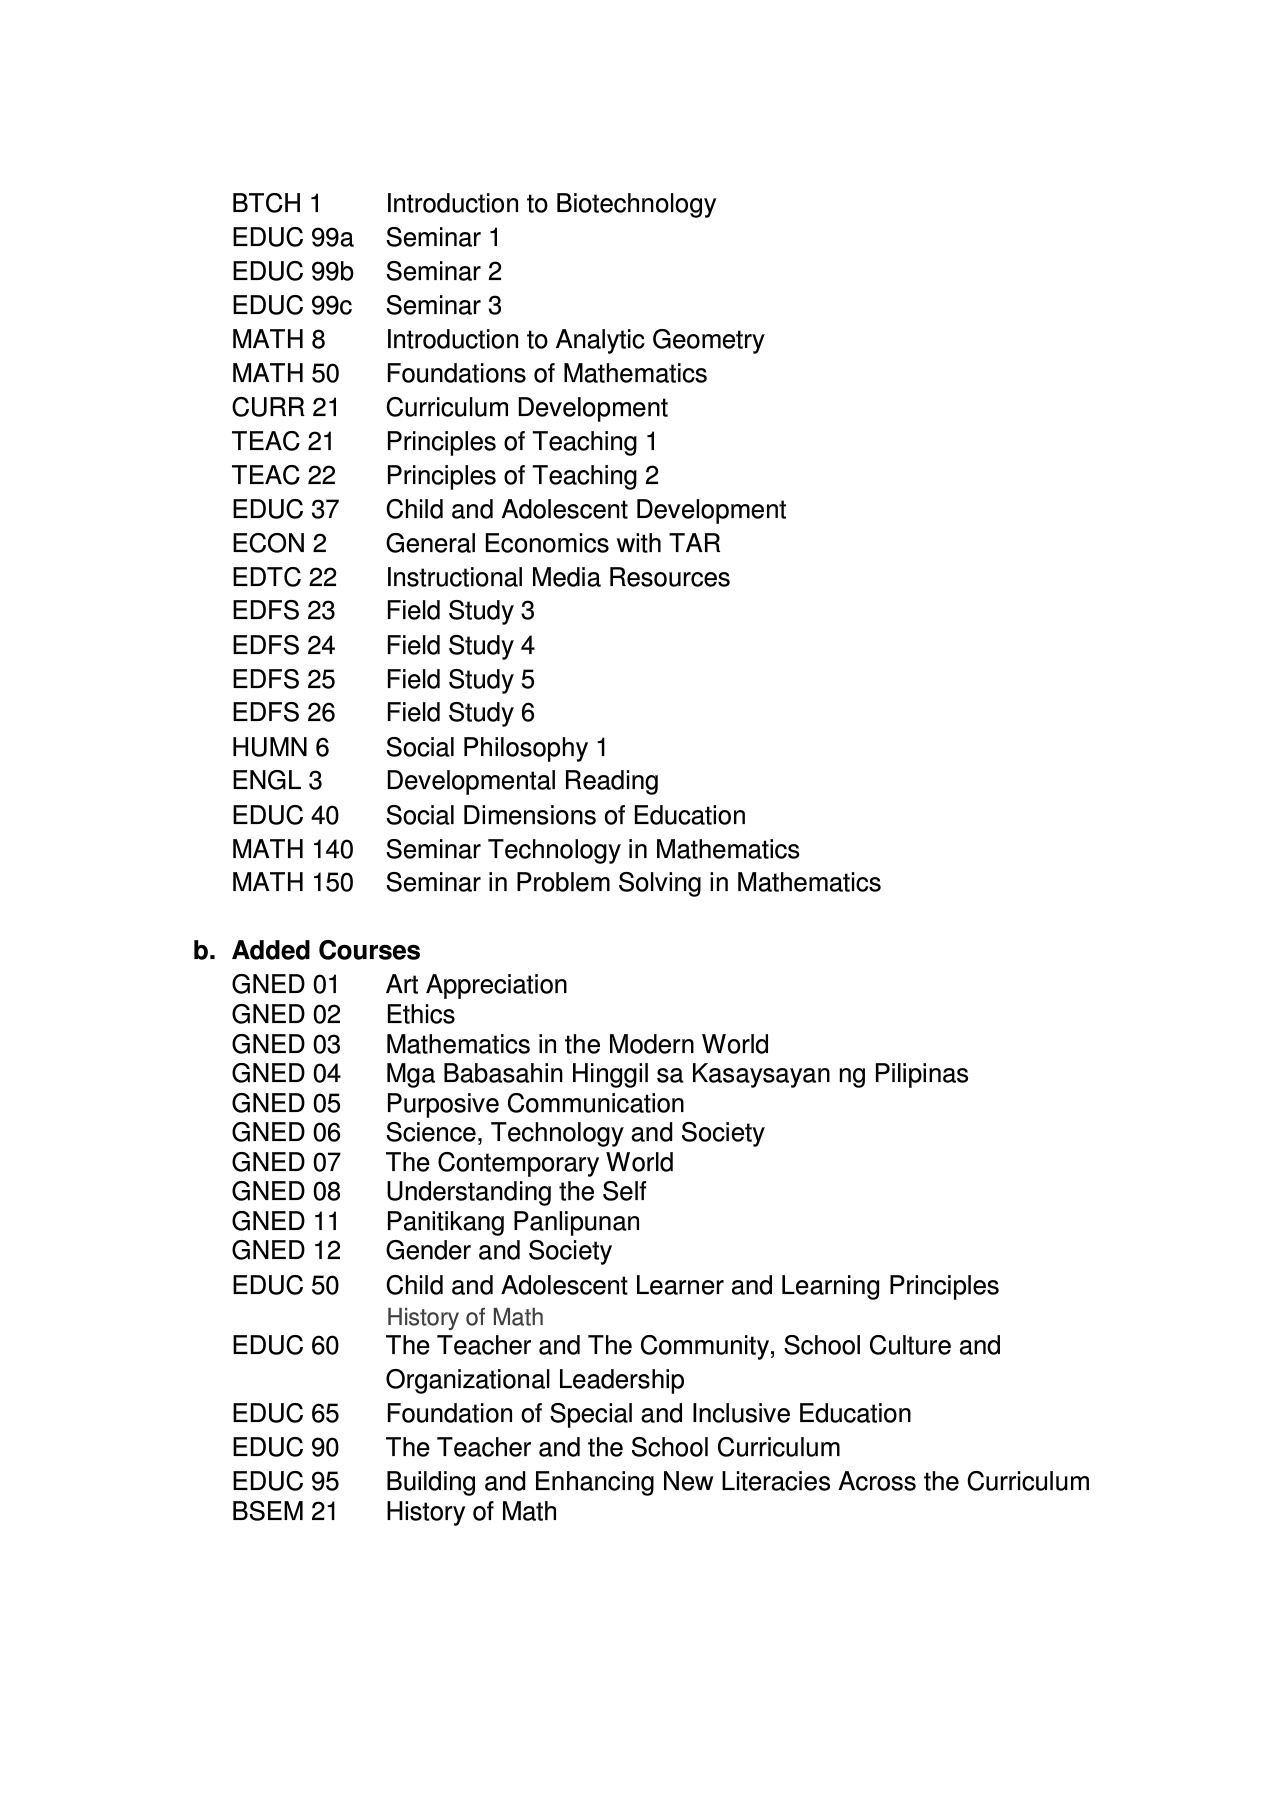 BTCH 1 Introduction to Biotechnology
EDUC 99a Seminar 1
EDUC 99b Seminar 2
EDUC 99c Seminar 3
MATH 8 Introduction to Analytic Geometry
MATH 50 Foundations of Mathematics
CURR 21 Curriculum Development
TEAC 21 Principles of Teaching 1
TEAC 22 Principles of Teaching 2
EDUC 37 Child and Adolescent Development
ECON 2 General Economics with TAR
EDTC 22 Instructional Media Resources
EDFS 23 Field Study 3
EDFS 24 Field Study 4
EDFS 25 Field Study 5
EDFS 26 Field Study 6
HUMN 6 Social Philosophy 1
ENGL 3 Developmental Reading
EDUC 40 Social Dimensions of Education
MATH 140 Seminar Technology in Mathematics
MATH 150 Seminar in Problem Solving in Mathematics
b. Added Courses
GNED 01 Art Appreciation
GNED 02 Ethics
GNED 03 Mathematics in the Modern World
GNED 04 Mga Babasahin Hinggil sa Kasaysayan ng Pilipinas
GNED 05 Purposive Communication
GNED 06 Science, Technology and Society
GNED 07 The Contemporary World
GNED 08 Understanding the Self
GNED 11 Panitikang Panlipunan
GNED 12 Gender and Society
EDUC 50 Child and Adolescent Learner and Learning Principles
History of Math
EDUC 60 The Teacher and The Community, School Culture and
Organizational Leadership
EDUC 65 Foundation of Special and Inclusive Education
EDUC 90 The Teacher and the School Curriculum
EDUC 95 Building and Enhancing New Literacies Across the Curriculum
BSEM 21 History of Math